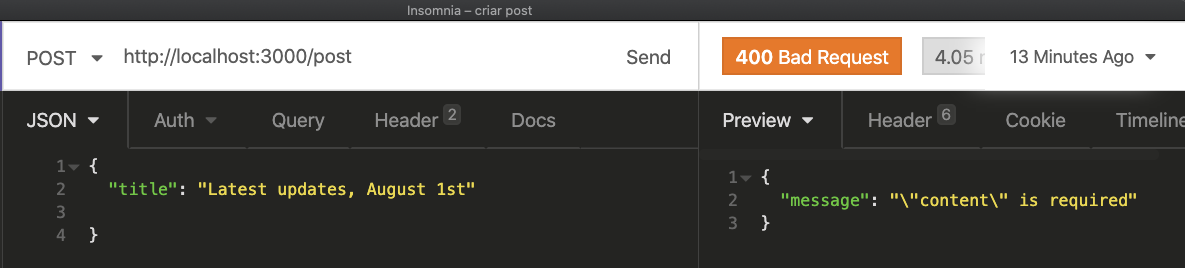 Insomnia – criar post
POST http://localhost:3000/post Send
400 Bad Request 4.05 13 Minutes Ago
JSON Auth Query Header 2 Docs
Preview Header 6 Cookie Timeline
1 {
2 "title": "Latest updates, August 1st"
3
4 }
1 {
2 "message": "\"content\" is required"
3 }